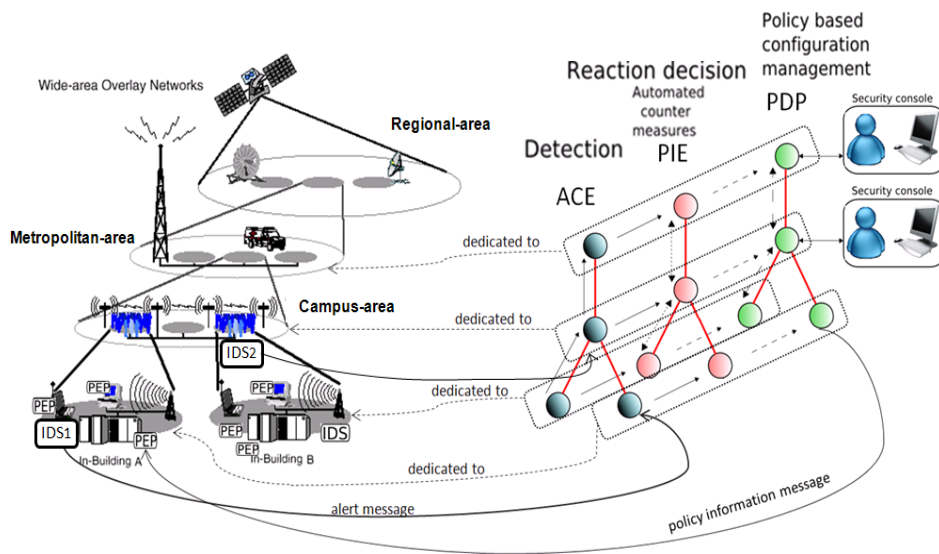 Policy based
configuration
management
PDP
Reaction decision
Automated
counter
measures
PIE
Detection
ACE
Security console
Security console
Wide-area Overlay Networks
Regional-area
Metropolitan-area
dedicated to
Campus-area
dedicated to
IDS2
PEP
PEP
PEP
dedicated to
IDS1
PEP
PEP
PEP
IDS
In-Building A
In-Building B
dedicated to
alert message
policy information message